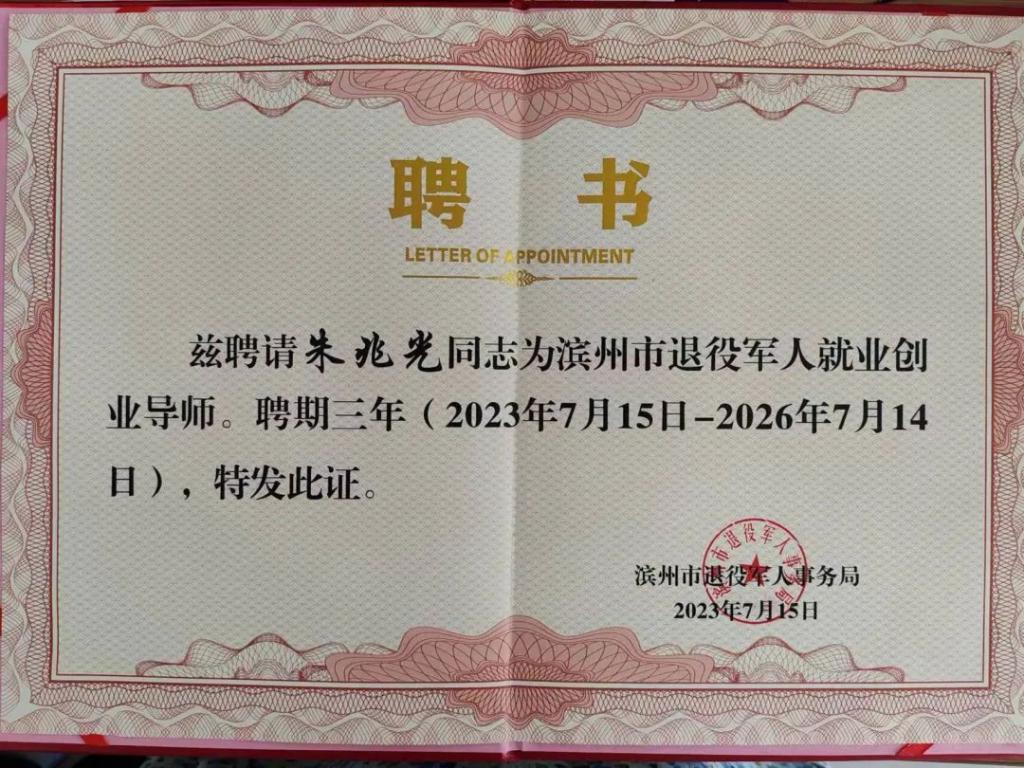 聘 书
LETTER OF APPOINTMENT
兹聘请朱兆光同志为滨州市退役军人就业创
业导师。聘期三年（2023年7月15日-2026年7月14
日），特发此证。
滨州市退役军人事务局
2023年7月15日